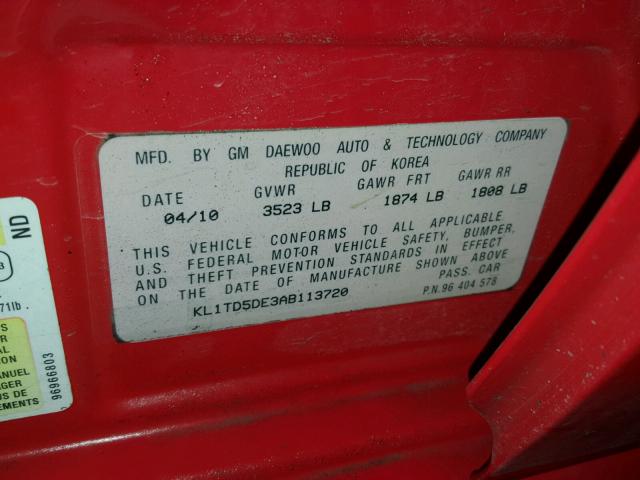 MFD. BY GM DAEWOO AUTO & TECHNOLOGY COMPANY
REPUBLIC OF KOREA
DATE GVWR GAWR FRT GAWR RR
04/10 3523 LB 1874 LB 1808 LB
THIS VEHICLE CONFORMS TO ALL APPLICABLE
U.S. FEDERAL MOTOR VEHICLE SAFETY, BUMPER,
AND THEFT PREVENTION STANDARDS IN EFFECT
ON THE DATE OF MANUFACTURE SHOWN ABOVE
PASS. CAR
KL1TD5DE3AB113720
P.N. 96 404 578
ND
71lb.
96966803